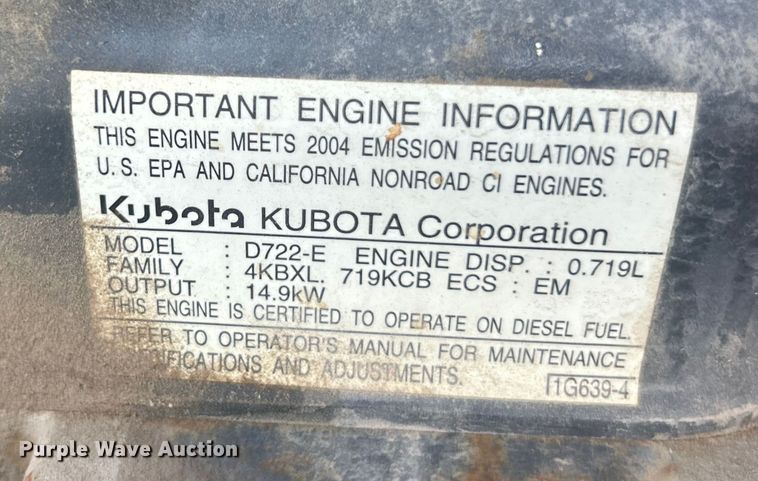 IMPORTANT ENGINE INFORMATION
THIS ENGINE MEETS 2004 EMISSION REGULATIONS FOR
U.S. EPA AND CALIFORNIA NONROAD CI ENGINES.
Kubota KUBOTA Corporation
MODEL : D722-E ENGINE DISP. : 0.719L
FAMILY : 4KBXL. 719KCB ECS : EM
OUTPUT : 14.9kW
THIS ENGINE IS CERTIFIED TO OPERATE ON DIESEL FUEL.
REFER TO OPERATOR'S MANUAL FOR MAINTENANCE
AND ADJUSTMENTS.
1G639-4
Purple Wave Auction